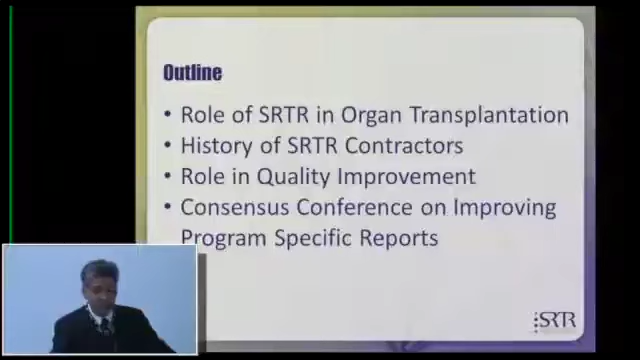 Outline
• Role of SRTR in Organ Transplantation
• History of SRTR Contractors
• Role in Quality Improvement
• Consensus Conference on Improving
Program Specific Reports
SRTR